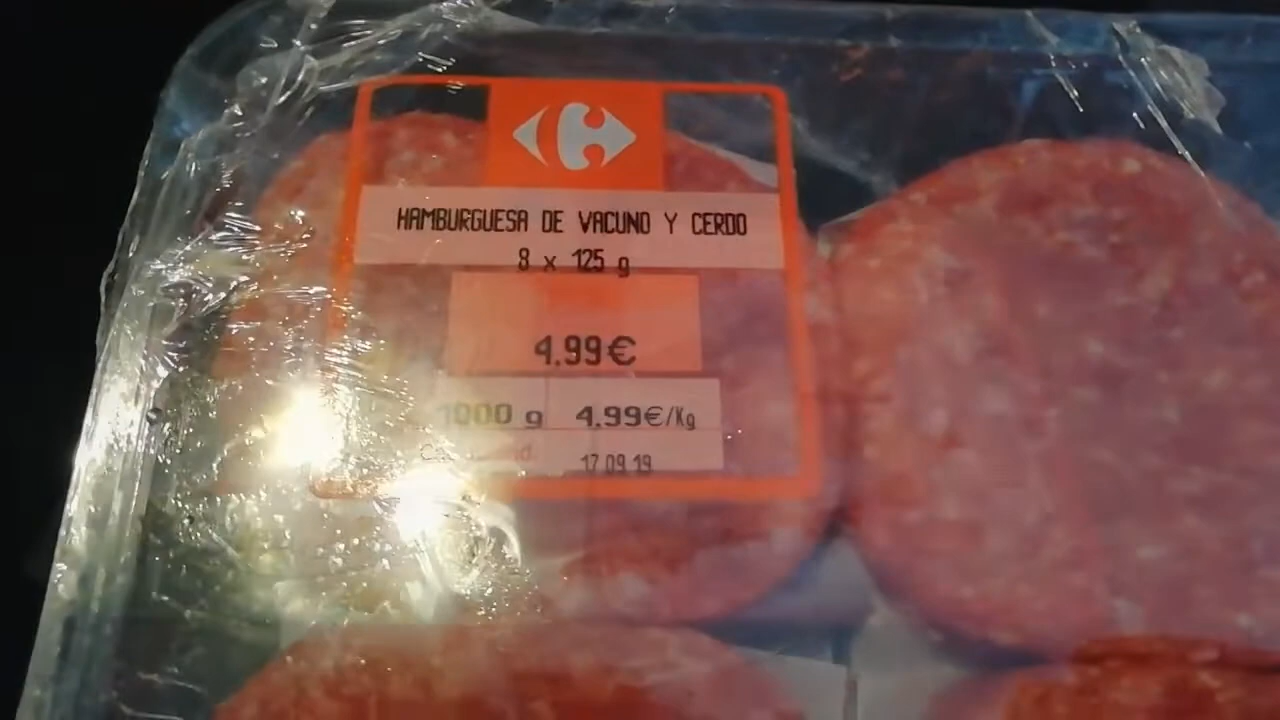 HAMBURGUESA DE VACUNO Y CERDO
8 x 125 g
4.99€
1000 g 4.99€/Kg
17 09 19